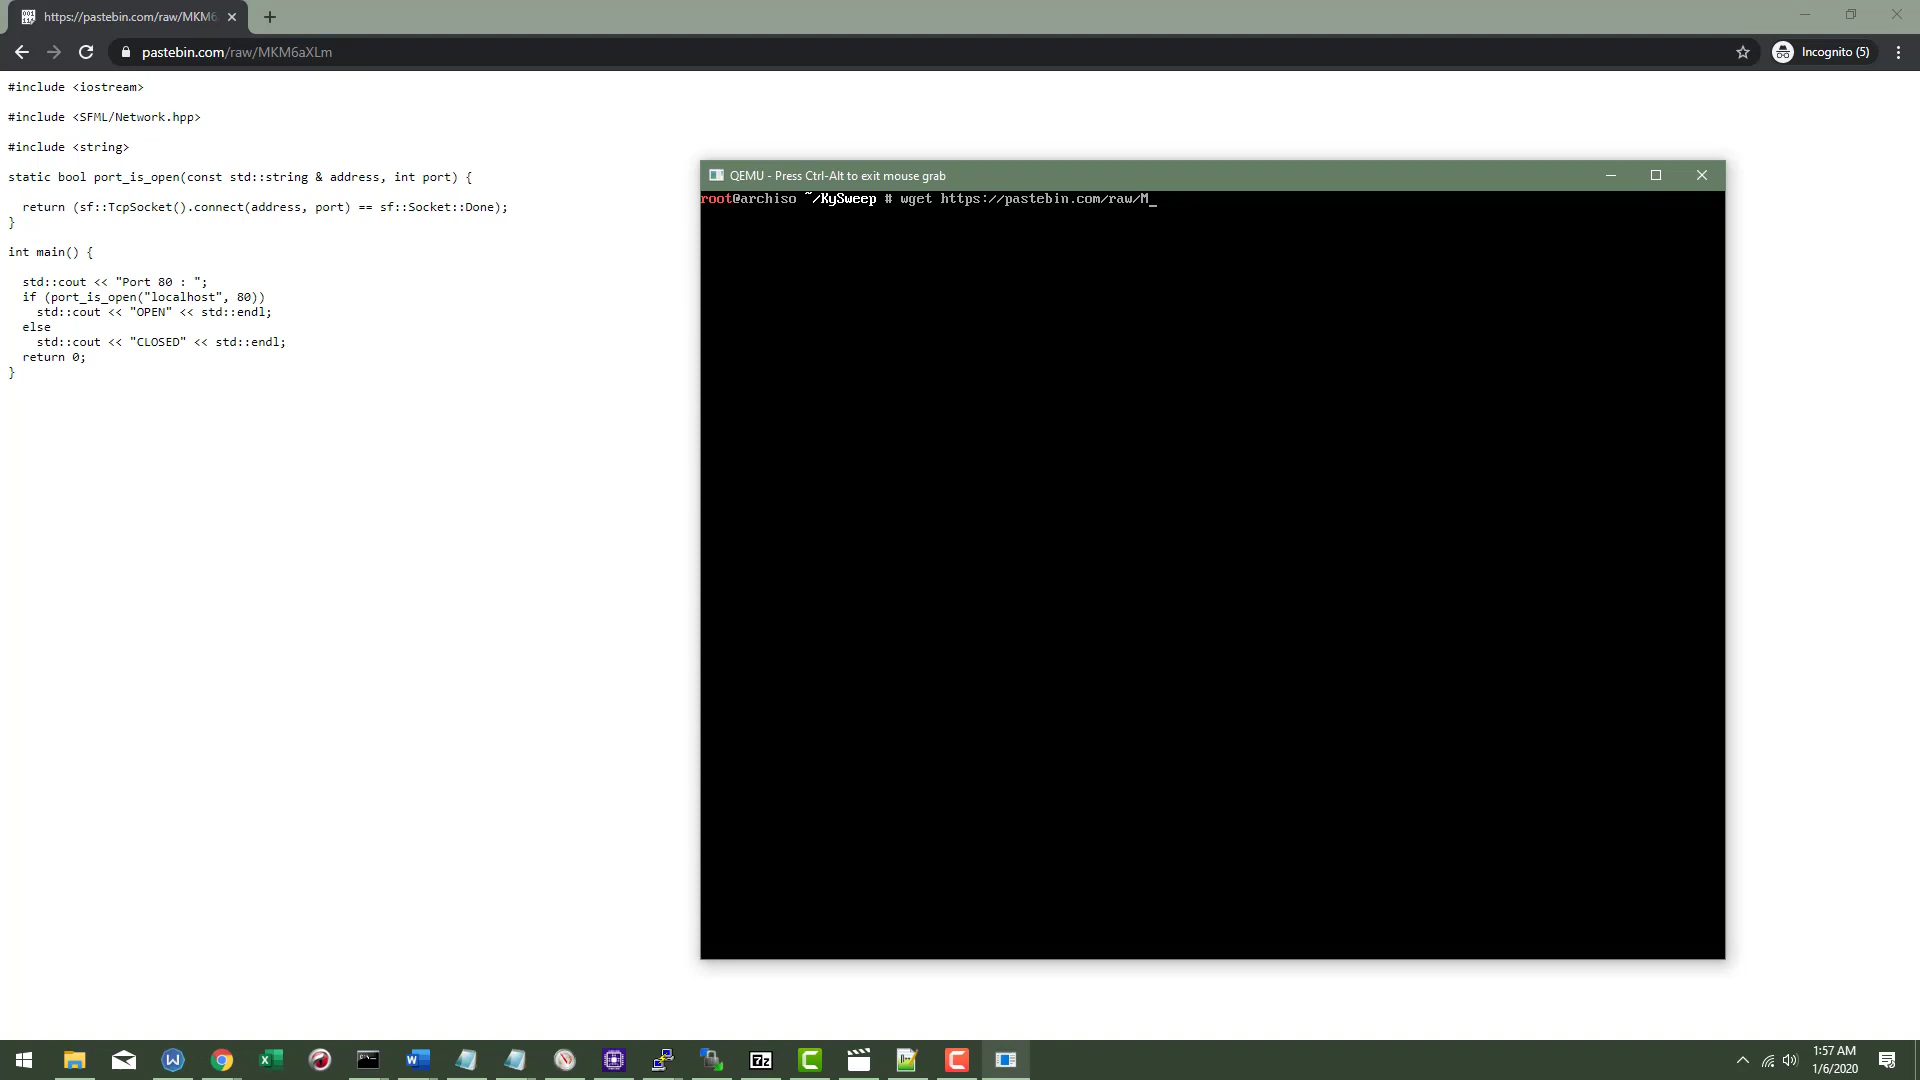 https://pastebin.com/raw/MKM6
pastebin.com/raw/MKM6aXLm
Incognito (5)
#include <iostream>
#include <SFML/Network.hpp>
#include <string>
static bool port_is_open(const std::string & address, int port) {
return (sf::TcpSocket().connect(address, port) == sf::Socket::Done);
}
int main() {
std::cout << "Port 80 : ";
if (port_is_open("localhost", 80))
std::cout << "OPEN" << std::endl;
else
std::cout << "CLOSED" << std::endl;
return 0;
}
QEMU - Press Ctrl-Alt to exit mouse grab
root@archiso ~/KySweep # wget https://pastebin.com/raw/M_
1:57 AM
1/6/2020